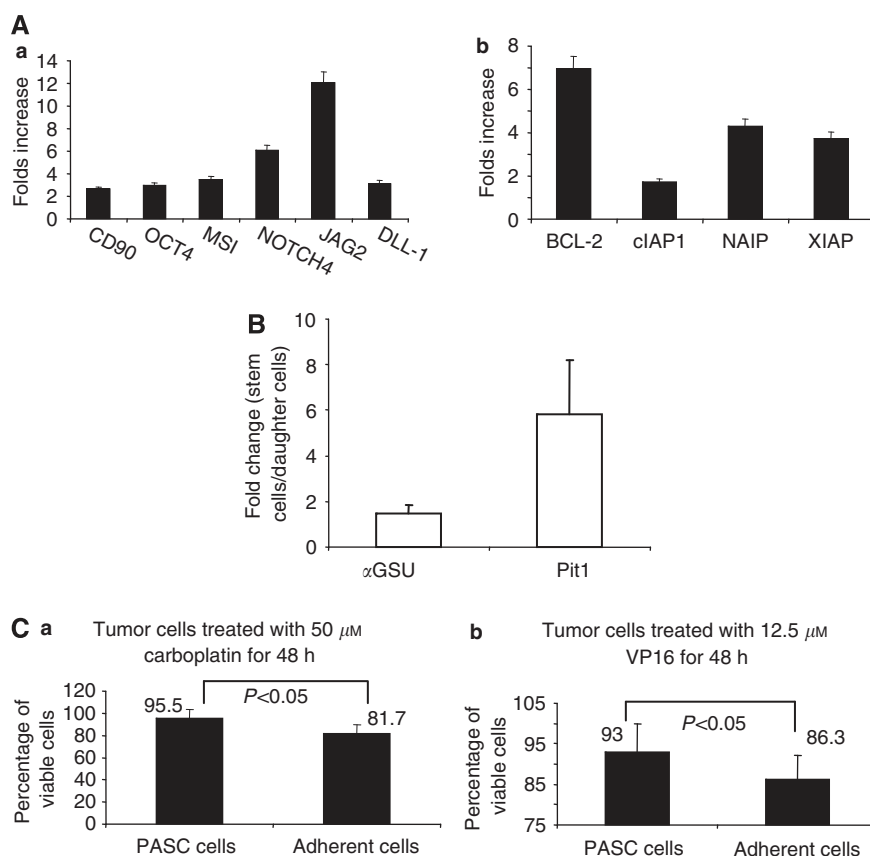 A
a
Folds increase
14
12
10
8
6
4
2
0
CD90
OCT4
MSI
NOTCH4
JAG2
DLL-1
b
Folds increase
8
6
4
2
0
BCL-2
cIAP1
NAIP
XIAP
B
Fold change (stem
cells/daughter cells)
10
8
6
4
2
0
αGSU
Pit1
C a
Tumor cells treated with 50 μM
carboplatin for 48 h
Percentage of
viable cells
120
100
80
60
40
20
0
95.5
P<0.05
81.7
PASC cells
Adherent cells
b
Tumor cells treated with 12.5 μM
VP16 for 48 h
Percentage of
viable cells
105
95
85
75
93
P<0.05
86.3
PASC cells
Adherent cells